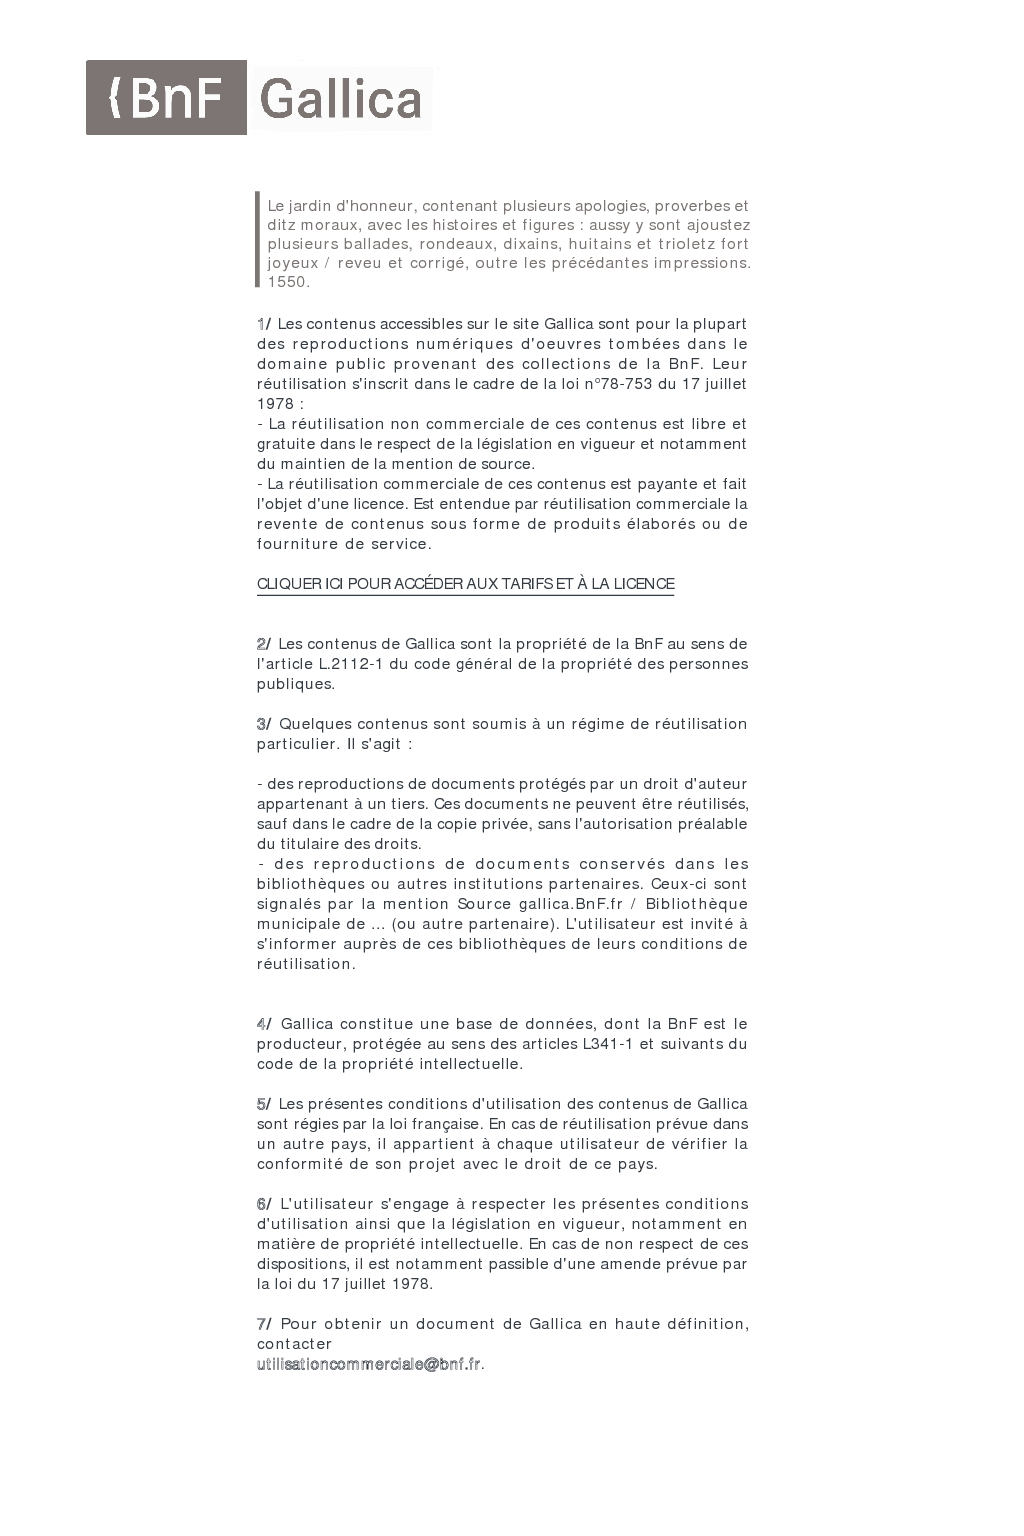 {BnF Gallica
Le jardin d'honneur, contenant plusieurs apologies, proverbes et
ditz moraux, avec les histoires et figures : aussy y sont ajoustez
plusieurs ballades, rondeaux, dixains, huitains et trioletz fort
joyeux / reveu et corrigé, outre les précédantes impressions.
1550.
1/ Les contenus accessibles sur le site Gallica sont pour la plupart
des reproductions numériques d'oeuvres tombées dans le
domaine public provenant des collections de la BnF. Leur
réutilisation s'inscrit dans le cadre de la loi n°78-753 du 17 juillet
1978 :
- La réutilisation non commerciale de ces contenus est libre et
gratuite dans le respect de la législation en vigueur et notamment
du maintien de la mention de source.
- La réutilisation commerciale de ces contenus est payante et fait
l'objet d'une licence. Est entendue par réutilisation commerciale la
revente de contenus sous forme de produits élaborés ou de
fourniture de service.
CLIQUER ICI POUR ACCÉDER AUX TARIFS ET À LA LICENCE
2/ Les contenus de Gallica sont la propriété de la BnF au sens de
l'article L.2112-1 du code général de la propriété des personnes
publiques.
3/ Quelques contenus sont soumis à un régime de réutilisation
particulier. Il s'agit :
- des reproductions de documents protégés par un droit d'auteur
appartenant à un tiers. Ces documents ne peuvent être réutilisés,
sauf dans le cadre de la copie privée, sans l'autorisation préalable
du titulaire des droits.
- des reproductions de documents conservés dans les
bibliothèques ou autres institutions partenaires. Ceux-ci sont
signalés par la mention Source gallica.BnF.fr / Bibliothèque
municipale de ... (ou autre partenaire). L'utilisateur est invité à
s'informer auprès de ces bibliothèques de leurs conditions de
réutilisation.
4/ Gallica constitue une base de données, dont la BnF est le
producteur, protégée au sens des articles L341-1 et suivants du
code de la propriété intellectuelle.
5/ Les présentes conditions d'utilisation des contenus de Gallica
sont régies par la loi française. En cas de réutilisation prévue dans
un autre pays, il appartient à chaque utilisateur de vérifier la
conformité de son projet avec le droit de ce pays.
6/ L'utilisateur s'engage à respecter les présentes conditions
d'utilisation ainsi que la législation en vigueur, notamment en
matière de propriété intellectuelle. En cas de non respect de ces
dispositions, il est notamment passible d'une amende prévue par
la loi du 17 juillet 1978.
7/ Pour obtenir un document de Gallica en haute définition,
contacter
utilisationcommerciale@bnf.fr.